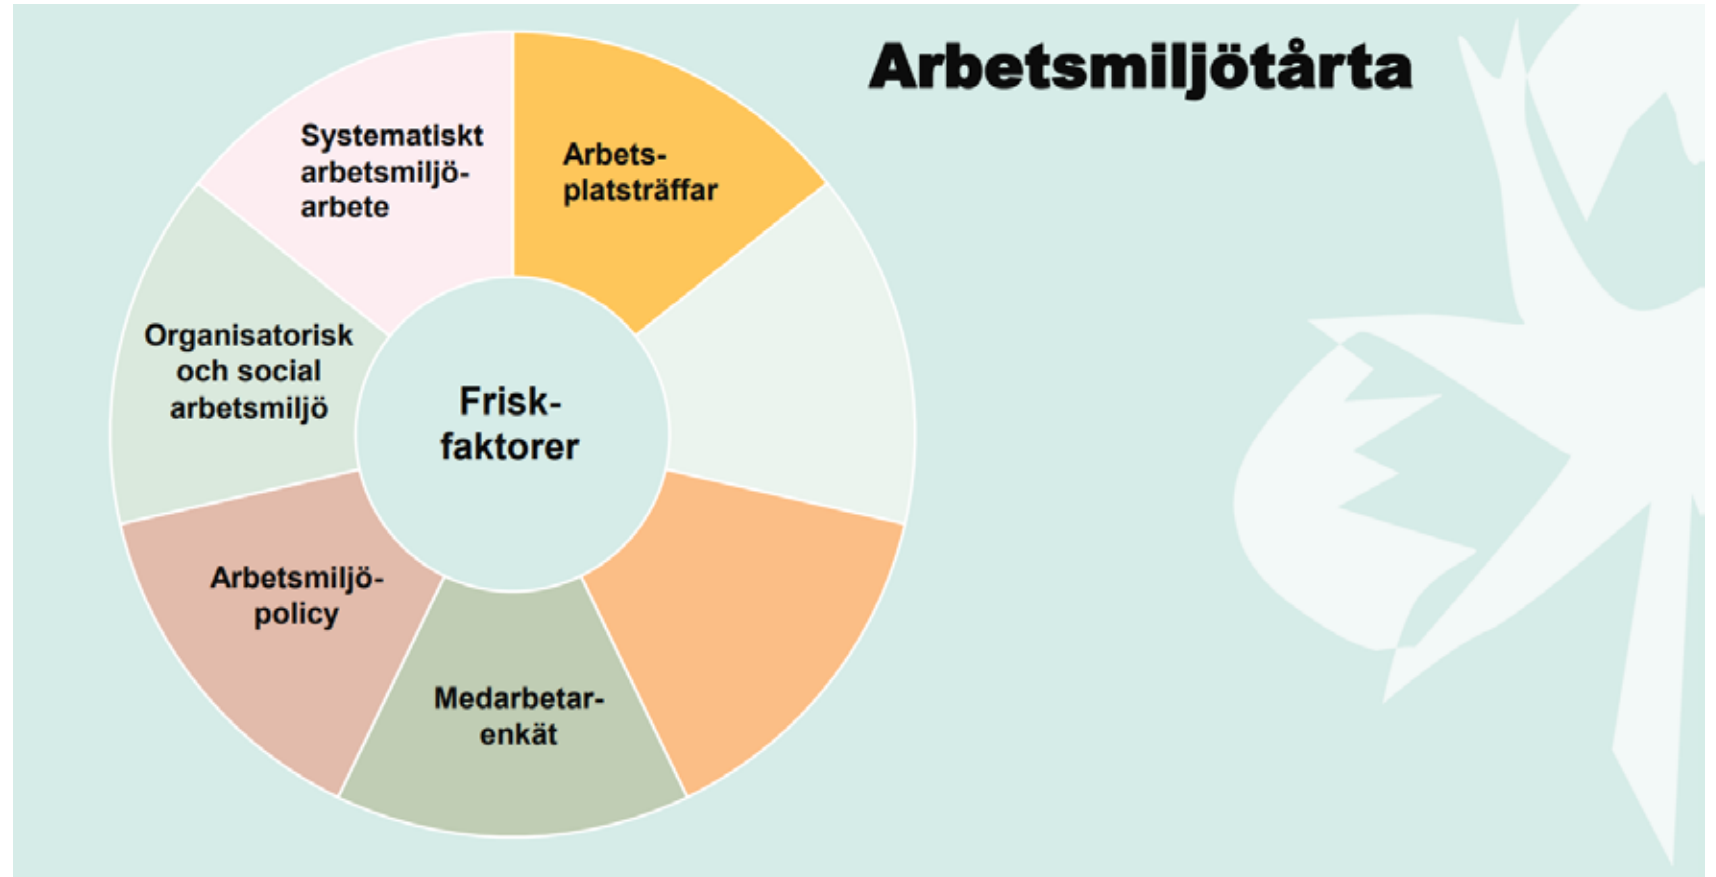 Arbetsmiljötårta
Systematiskt
arbetsmiljö-
arbete
Arbets-
platsträffar
Organisatorisk
och social
arbetsmiljö
Frisk-
faktorer
Arbetsmiljö-
policy
Medarbetar-
enkät